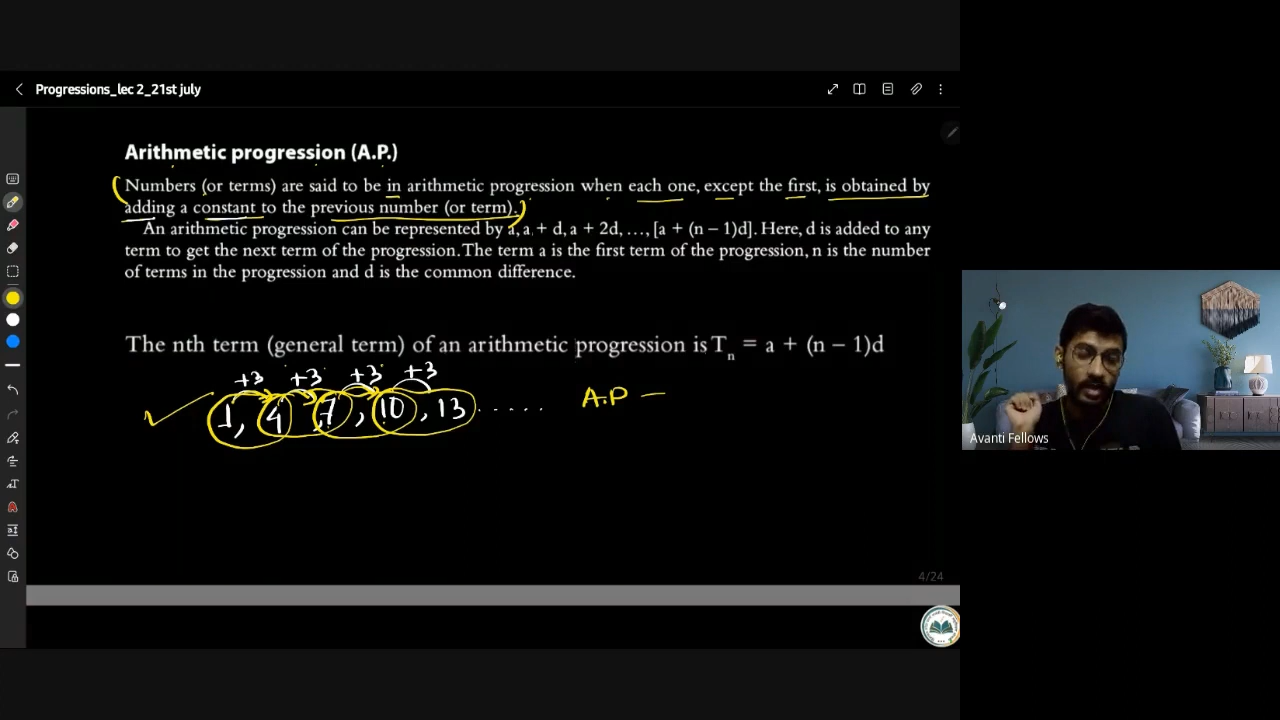 Progressions_lec 2_21st july
Arithmetic progression (A.P.)
Numbers (or terms) are said to be in arithmetic progression when each one, except the first, is obtained by
adding a constant to the previous number (or term).
An arithmetic progression can be represented by a, a + d, a + 2d, …, [a + (n − 1)d]. Here, d is added to any
term to get the next term of the progression. The term a is the first term of the progression, n is the number
of terms in the progression and d is the common difference.
The nth term (general term) of an arithmetic progression is Tn = a + (n − 1)d
+3 +3 +3 +3
1, 4, 7, 10, 13 ...... A.P —
Avanti Fellows
4/24